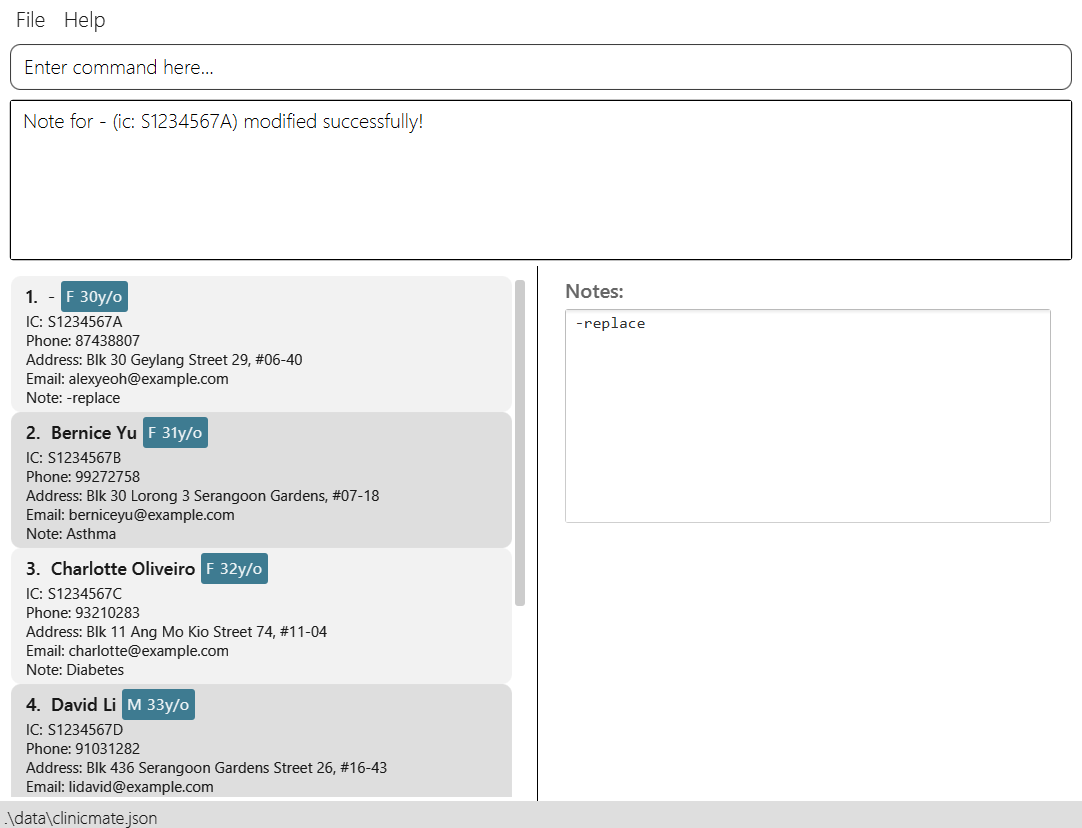 File Help
Enter command here...
Note for - (ic: S1234567A) modified successfully!
1. - F 30y/o
IC: S1234567A
Phone: 87438807
Address: Blk 30 Geylang Street 29, #06-40
Email: alexyeoh@example.com
Note: -replace
2. Bernice Yu F 31y/o
IC: S1234567B
Phone: 99272758
Address: Blk 30 Lorong 3 Serangoon Gardens, #07-18
Email: berniceyu@example.com
Note: Asthma
3. Charlotte Oliveiro F 32y/o
IC: S1234567C
Phone: 93210283
Address: Blk 11 Ang Mo Kio Street 74, #11-04
Email: charlotte@example.com
Note: Diabetes
4. David Li M 33y/o
IC: S1234567D
Phone: 91031282
Address: Blk 436 Serangoon Gardens Street 26, #16-43
Email: lidavid@example.com
Notes:
-replace
.\data\clinicmate.json